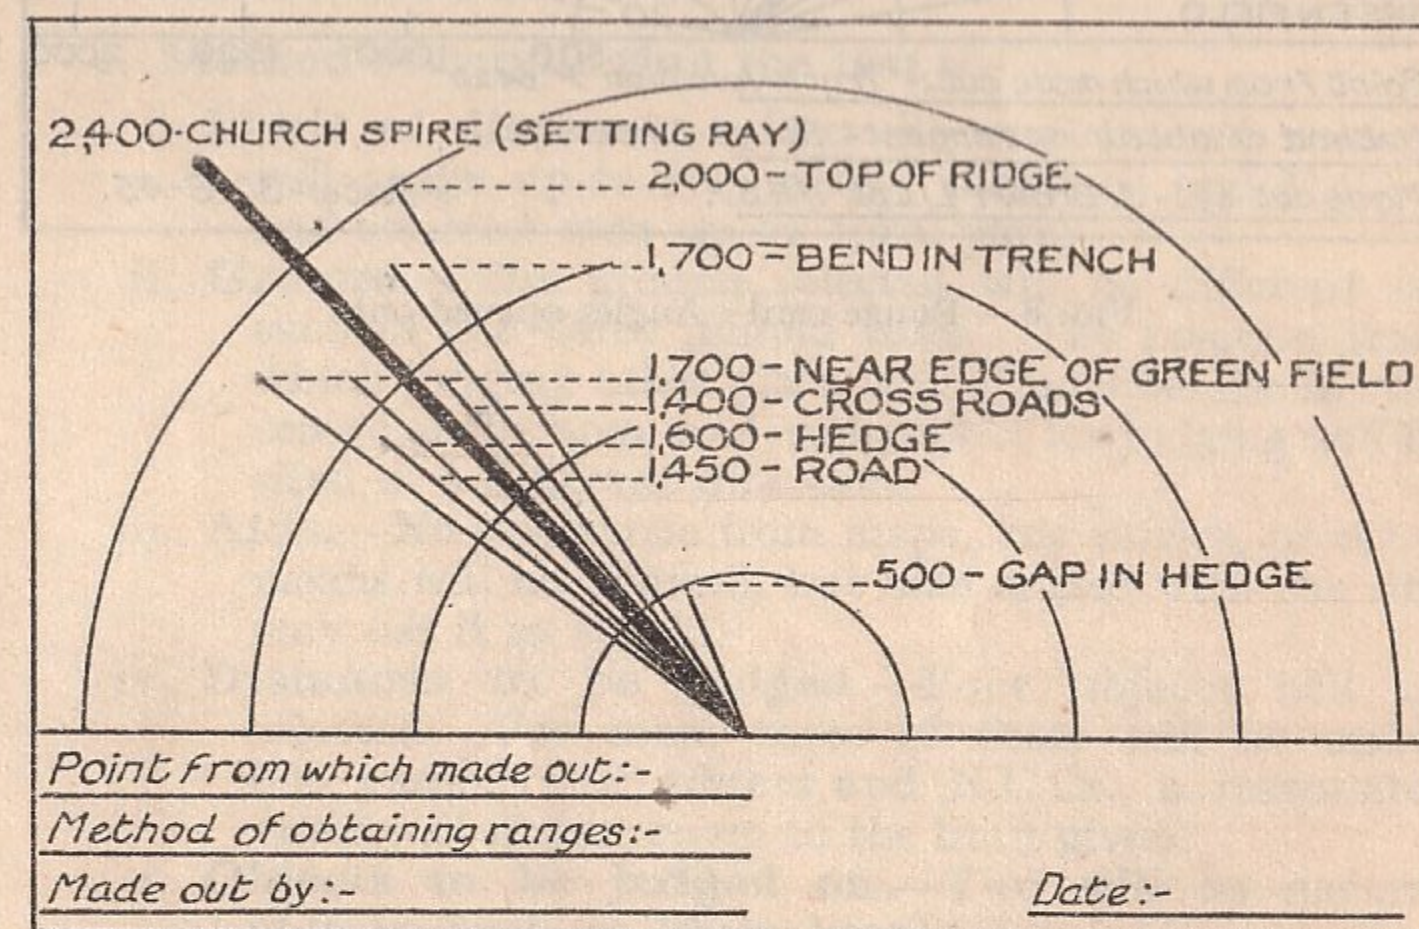 2,400-CHURCH SPIRE (SETTING RAY)
2,000-TOP OF RIDGE
1,700-BEND IN TRENCH
1,700-NEAR EDGE OF GREEN FIELD
1,400-CROSS ROADS
1,600-HEDGE
1,450-ROAD
500-GAP IN HEDGE
Point from which made out:-
Method of obtaining ranges:-
Made out by:-
Date:-